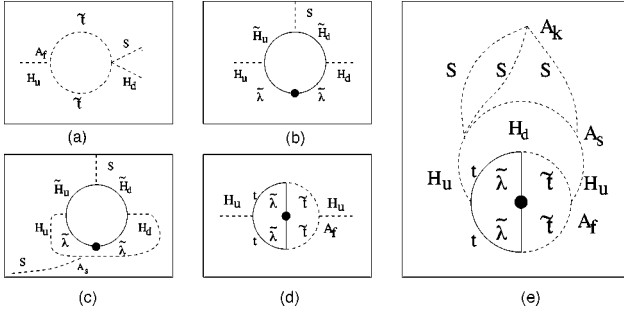 t̃
A_f
S
H_u
H_d
t̃
(a)
S
H̃_u
H̃_d
H_u
H_d
λ̃
λ̃
(b)
S
H̃_u
H̃_d
H_u
H_d
λ̃
λ̃
S
A_s
(c)
H_u
t
λ̃
t̃
H_u
t
λ̃
t̃
A_f
(d)
A_k
S
S
S
H_d
A_s
H_u
t
λ̃
t̃
H_u
t
λ̃
t̃
A_f
(e)